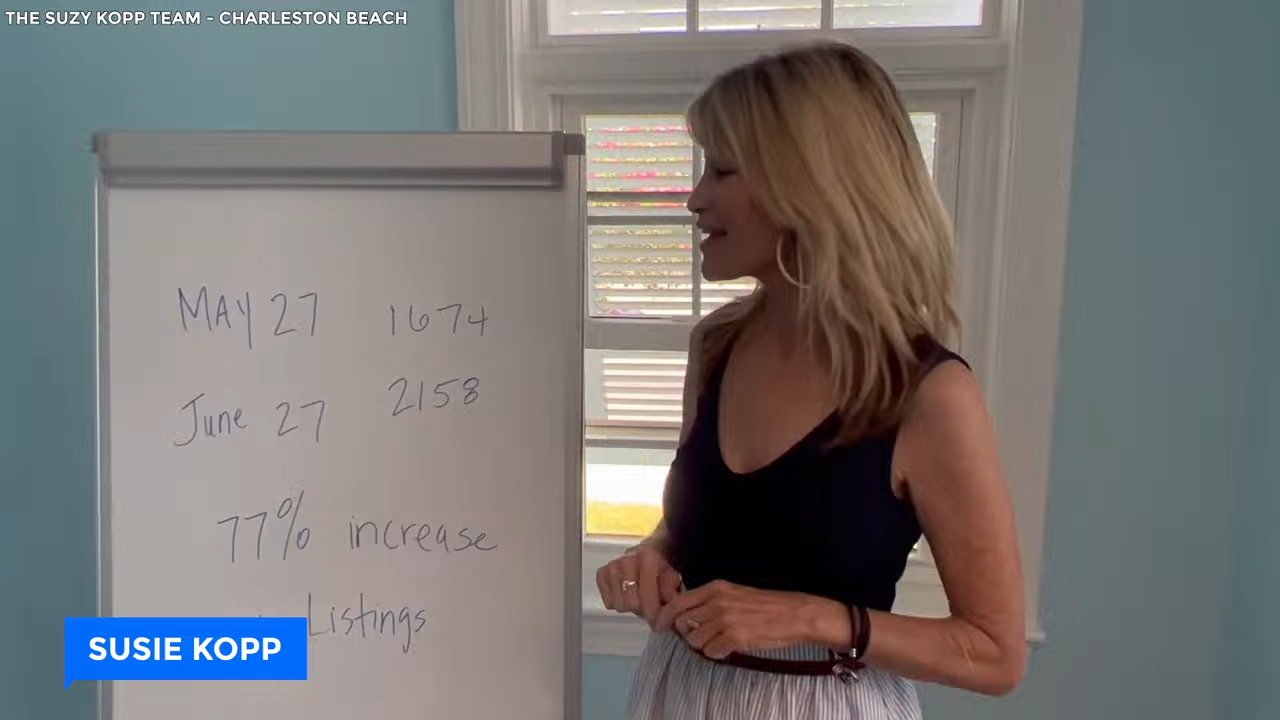 THE SUZY KOPP TEAM - CHARLESTON BEACH
MAY 27 1674
June 27 2158
77% increase
Listings
SUSIE KOPP